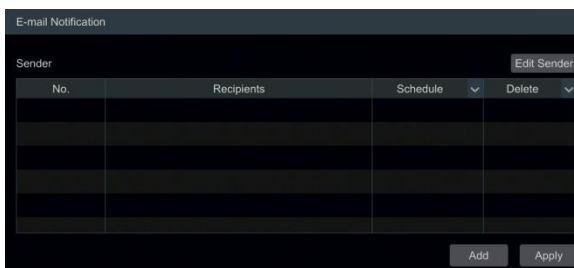 E-mail Notification
Sender Edit Sender
No. Recipients Schedule Delete
Add Apply